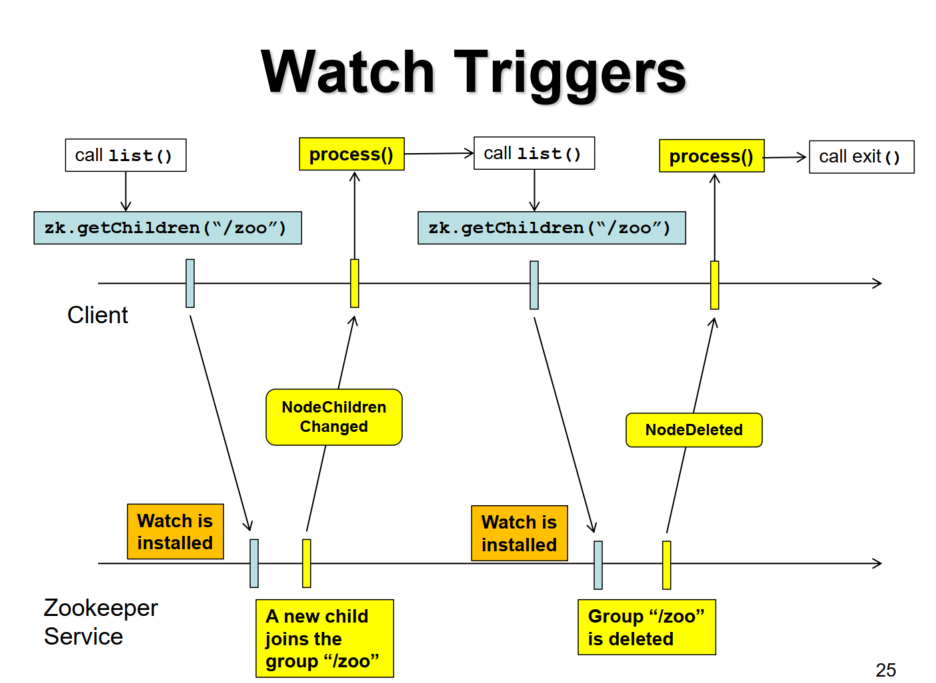 Watch Triggers
call list()
process()
call list()
process()
call exit()
zk.getChildren(“/zoo”)
zk.getChildren(“/zoo”)
Client
NodeChildren
Changed
NodeDeleted
Watch is
installed
Watch is
installed
Zookeeper
Service
A new child
joins the
group “/zoo”
Group “/zoo”
is deleted
25